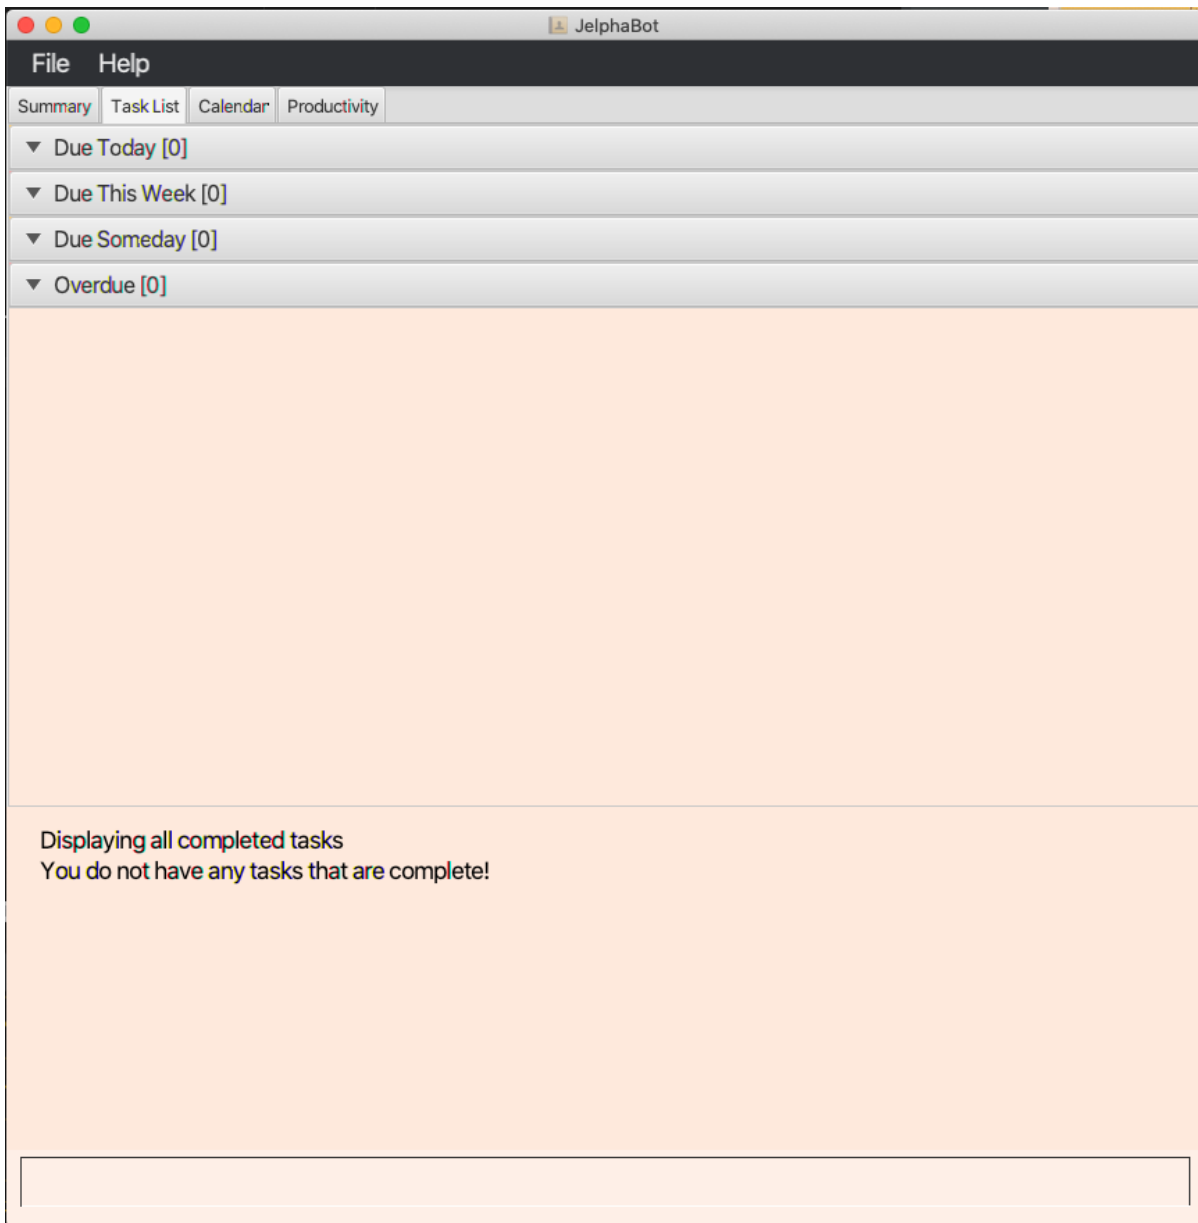 JelphaBot
File Help
Summary Task List Calendar Productivity
Due Today [0]
Due This Week [0]
Due Someday [0]
Overdue [0]
Displaying all completed tasks
You do not have any tasks that are complete!